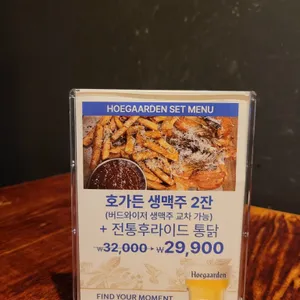 HOEGAARDEN SET MENU
호가든 생맥주 2잔
(버드와이저 생맥주 교차 가능)
+ 전통후라이드 통닭
₩32,000 → ₩29,900
Hoegaarden
FIND YOUR MOMENT